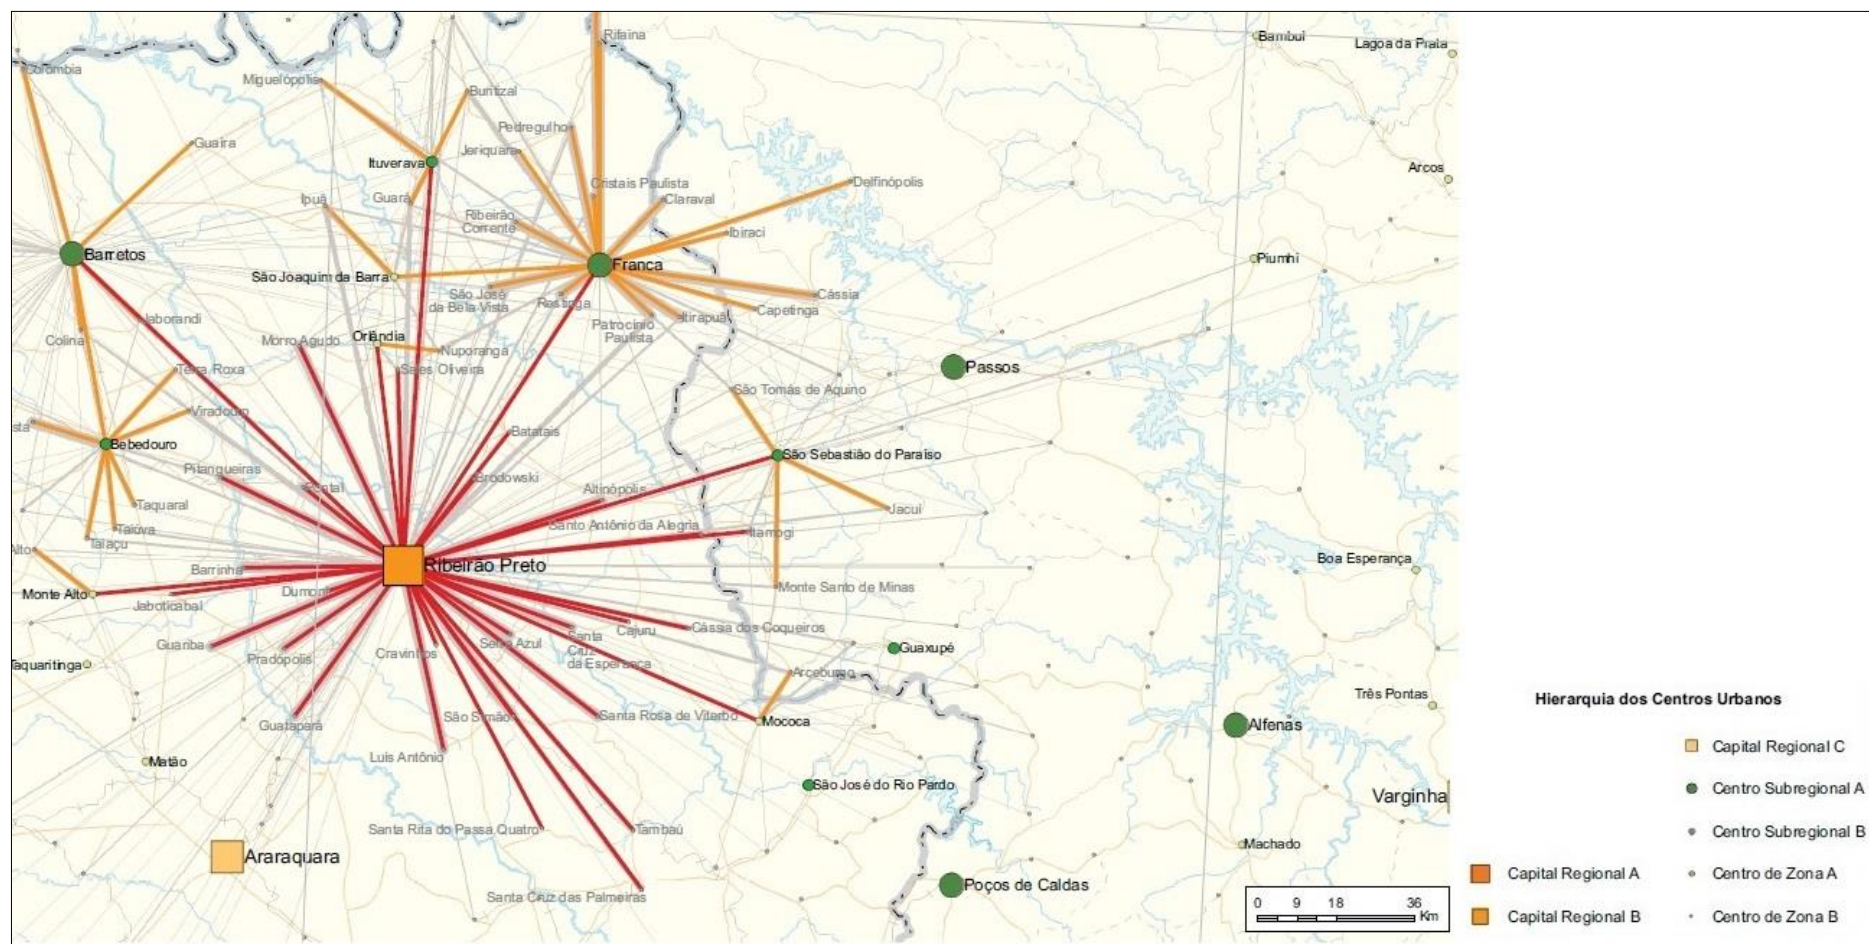 Rifaina
Bambuí
Lagoa da Prata
Colômbia
Miguelópolis
Buritizal
Pedregulho
Jeriquara
Guaíra
Ituverava
Arcos
Cristais Paulista
Delfinópolis
Ipuã
Guará
Claraval
Ribeirão
Corrente
Ibiraci
Barretos
Franca
Piumhi
São Joaquim da Barra
São José
da Bela Vista
Restinga
Cássia
Capetinga
Itirapuã
Jaborandi
Patrocínio
Paulista
Colina
Morro Agudo
Orlândia
Nuporanga
Terra Roxa
Sales Oliveira
Passos
São Tomás de Aquino
Viradouro
sta
Bebedouro
Batatais
São Sebastião do Paraíso
Pitangueiras
Pontal
Brodowski
Altinópolis
Taquaral
Jacuí
Taiúva
Santo Antônio da Alegria
Itamogi
Taiaçu
Alto
Ribeirão Preto
Boa Esperança
Barrinha
Monte Alto
Dumont
Monte Santo de Minas
Jaboticabal
Guariba
Pradópolis
Cravinhos
Serra Azul
Santa
Cruz
da Esperança
Cajuru
Cássia dos Coqueiros
Guaxupé
Taquaritinga
Arceburgo
Três Pontas
Guatapará
São Simão
Santa Rosa de Viterbo
Mococa
Alfenas
Luís Antônio
Matão
São José do Rio Pardo
Varginha
Santa Rita do Passa Quatro
Tambaú
Araraquara
Machado
Santa Cruz das Palmeiras
Poços de Caldas
0 9 18 36
Km
Hierarquia dos Centros Urbanos
Capital Regional C
Centro Subregional A
Centro Subregional B
Capital Regional A
Centro de Zona A
Capital Regional B
Centro de Zona B